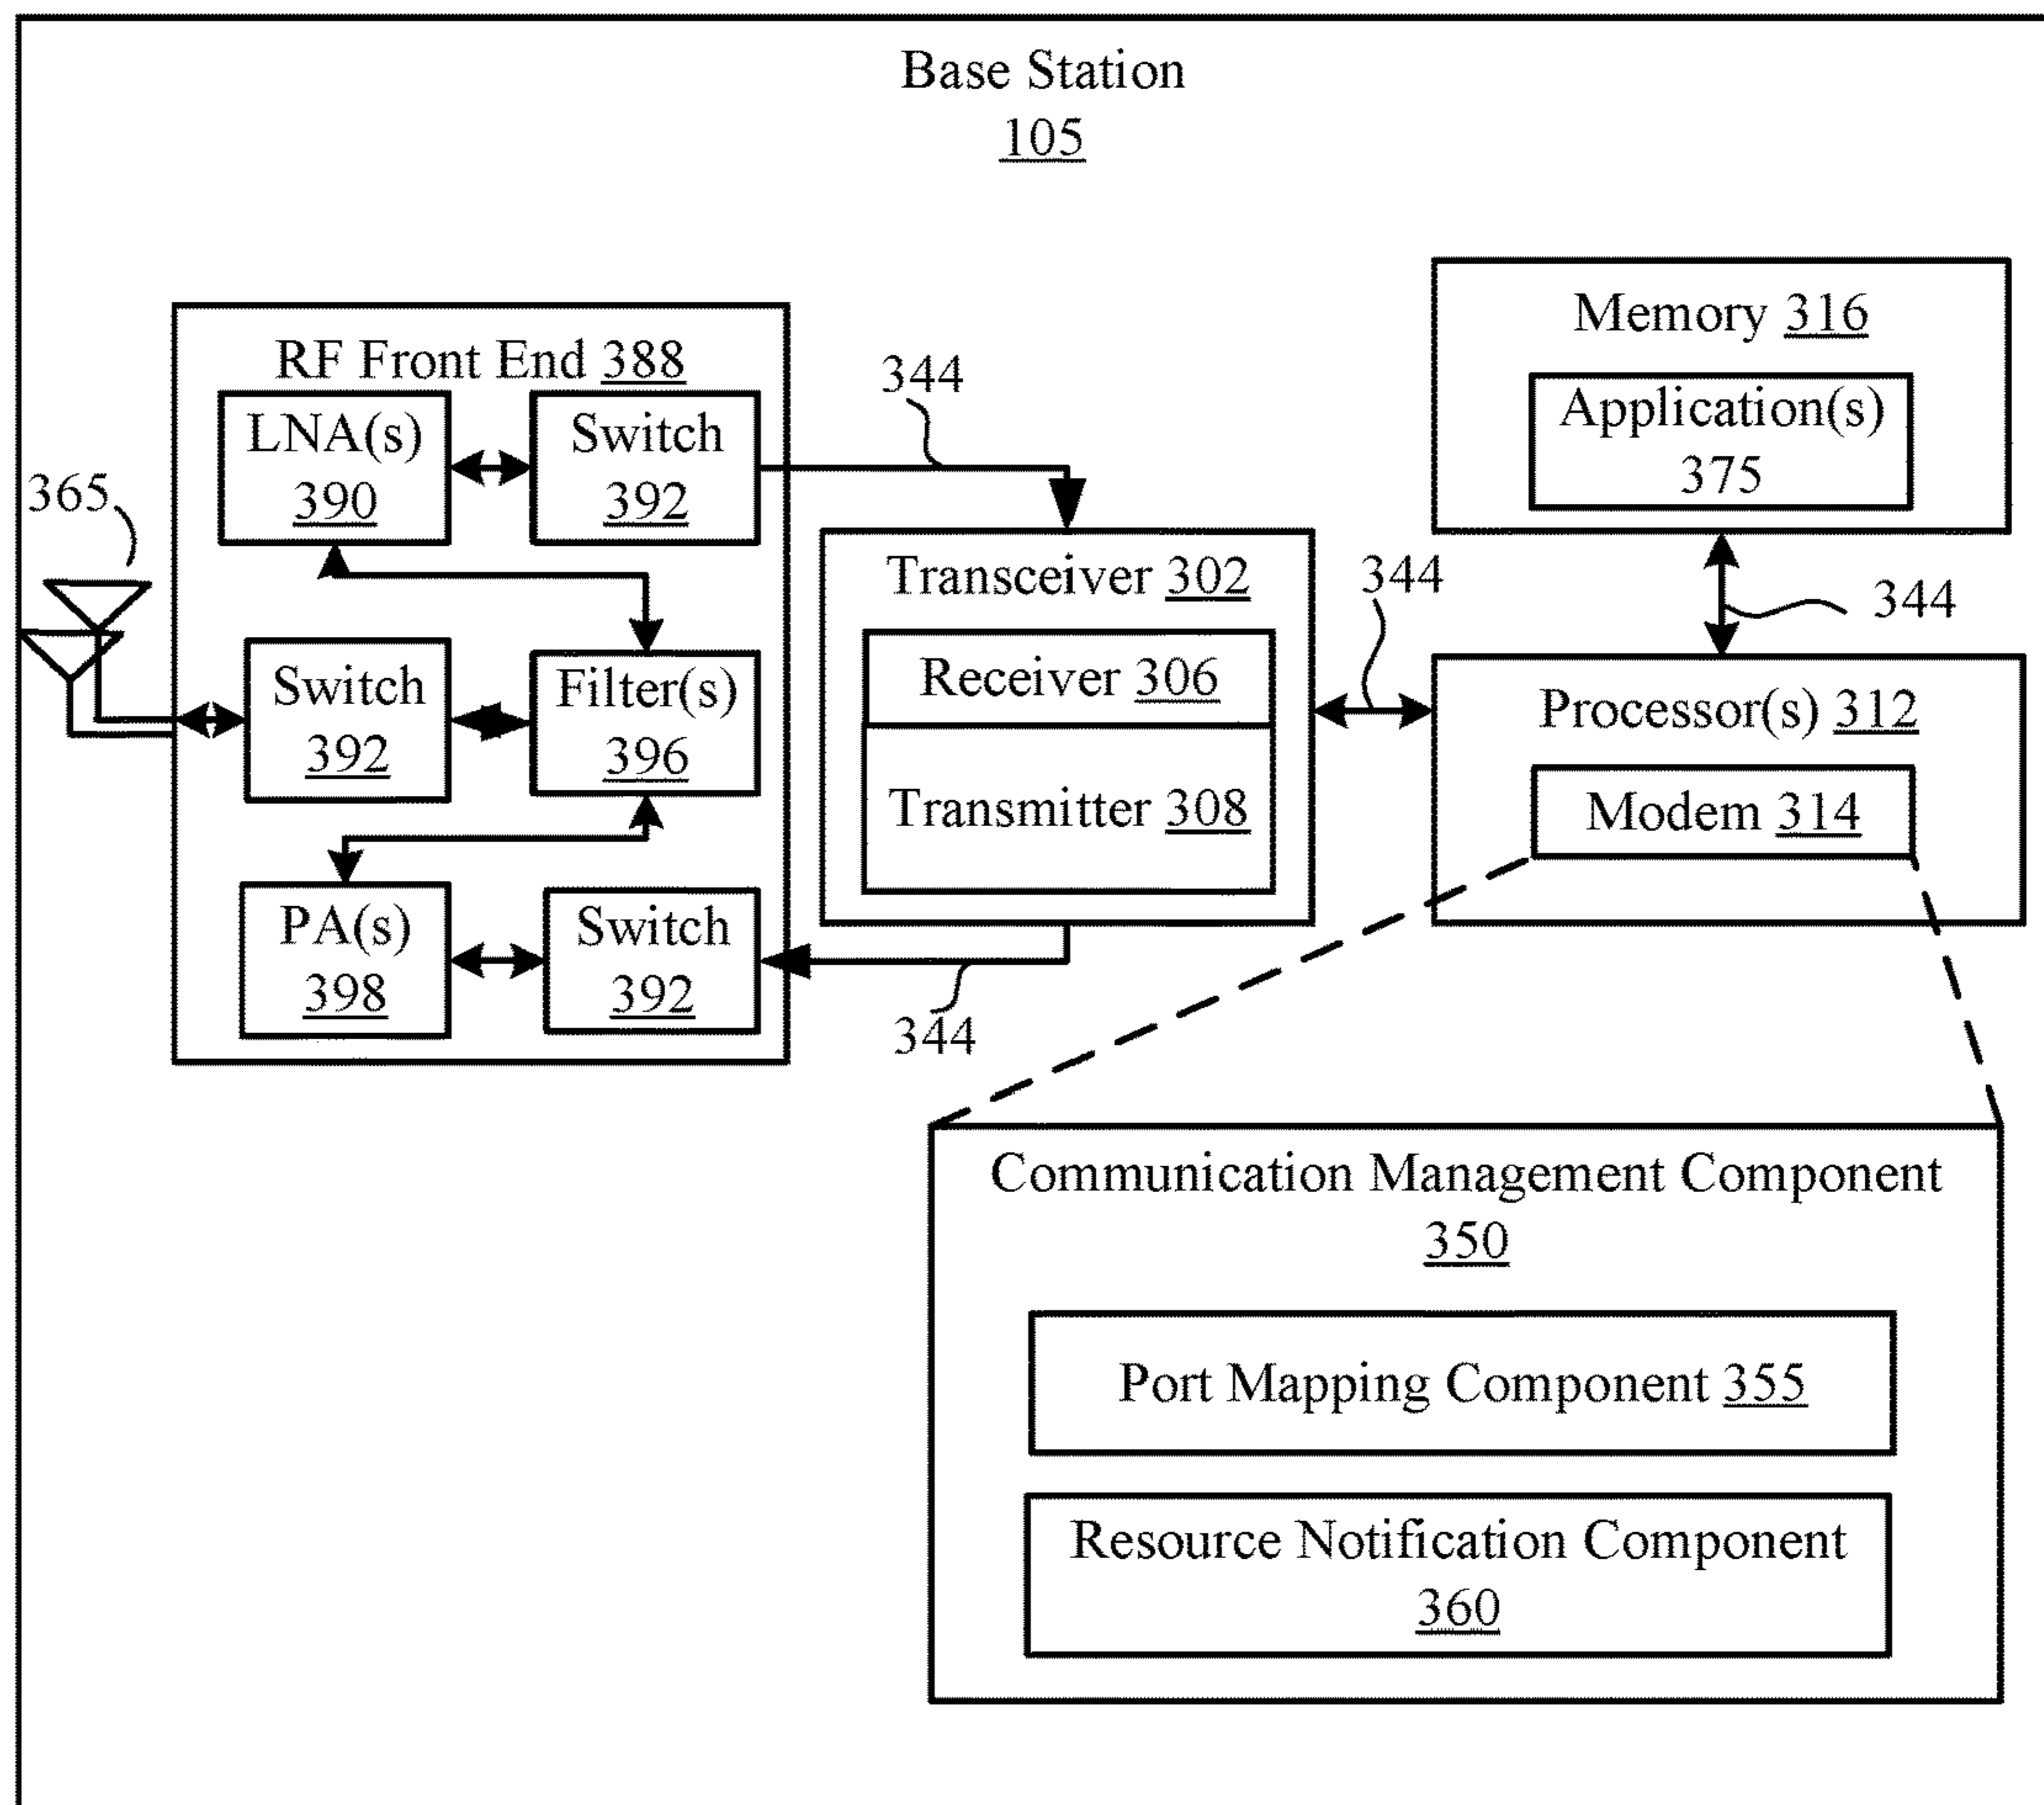 Base Station
105
RF Front End 388
LNA(s)
390
Switch
392
344
365
Switch
392
Filter(s)
396
PA(s)
398
Switch
392
344
Transceiver 302
Receiver 306
Transmitter 308
344
Memory 316
Application(s)
375
344
Processor(s) 312
Modem 314
Communication Management Component
350
Port Mapping Component 355
Resource Notification Component
360